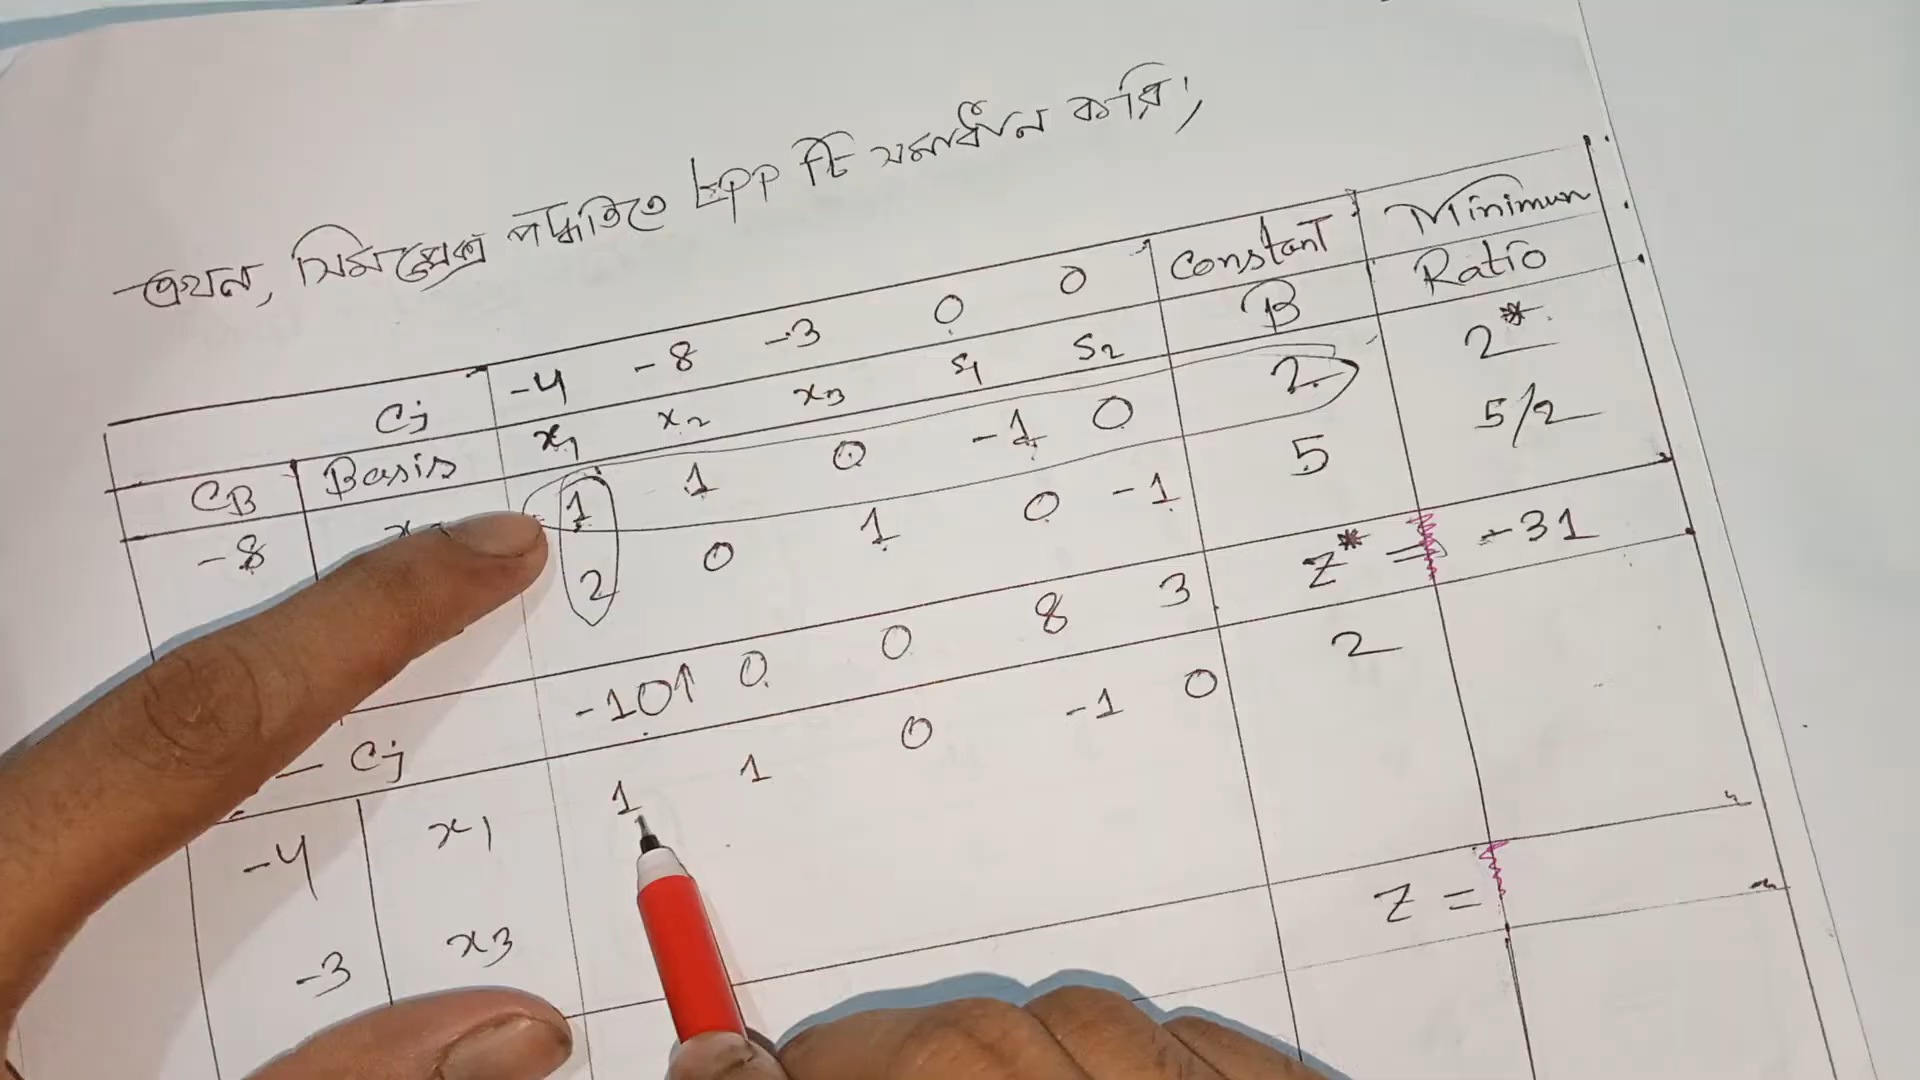 এখন, সিমপ্লেক্স পদ্ধতিতে Lpp টি সমাধান করি,
Cj -4 -8 -3 0 0 Constant Minimum
CB Basis x1 x2 x3 s1 s2 B Ratio
-8 1 1 0 -1 0 2 2*
2 0 1 0 -1 5 5/2
- Cj -10↑ 0 0 8 3 Z* = -31
-4 x1 1 1 0 -1 0 2
-3 x3
Z =